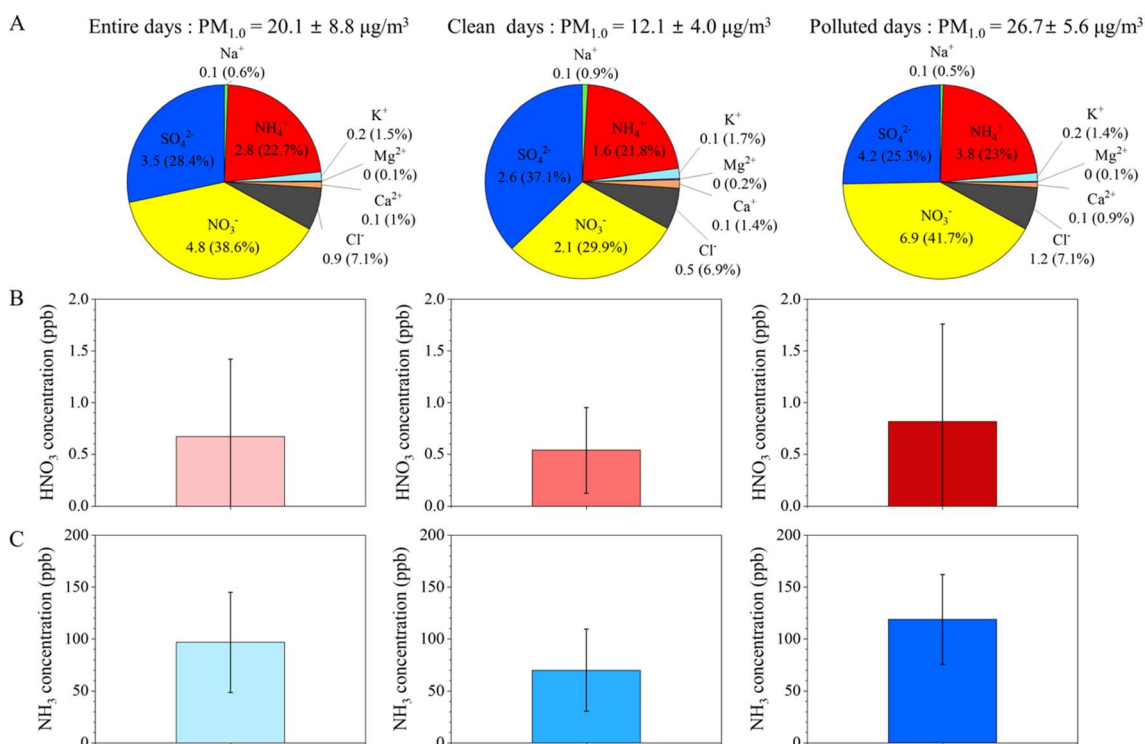 A
Entire days : PM₁.₀ = 20.1 ± 8.8 μg/m³
Clean days : PM₁.₀ = 12.1 ± 4.0 μg/m³
Polluted days : PM₁.₀ = 26.7± 5.6 μg/m³
Na⁺
0.1 (0.6%)
NH₄⁺
2.8 (22.7%)
K⁺
0.2 (1.5%)
Mg²⁺
0 (0.1%)
Ca²⁺
0.1 (1%)
Cl⁻
0.9 (7.1%)
NO₃⁻
4.8 (38.6%)
SO₄²⁻
3.5 (28.4%)
Na⁺
0.1 (0.9%)
NH₄⁺
1.6 (21.8%)
K⁺
0.1 (1.7%)
Mg²⁺
0 (0.2%)
Ca⁺
0.1 (1.4%)
Cl⁻
0.5 (6.9%)
NO₃⁻
2.1 (29.9%)
SO₄²⁻
2.6 (37.1%)
Na⁺
0.1 (0.5%)
NH₄⁺
3.8 (23%)
K⁺
0.2 (1.4%)
Mg²⁺
0 (0.1%)
Ca²⁺
0.1 (0.9%)
Cl⁻
1.2 (7.1%)
NO₃⁻
6.9 (41.7%)
SO₄²⁻
4.2 (25.3%)
B
HNO₃ concentration (ppb)
2.0
1.5
1.0
0.5
0.0
HNO₃ concentration (ppb)
2.0
1.5
1.0
0.5
0.0
HNO₃ concentration (ppb)
2.0
1.5
1.0
0.5
0.0
C
NH₃ concentration (ppb)
200
150
100
50
0
NH₃ concentration (ppb)
200
150
100
50
0
NH₃ concentration (ppb)
200
150
100
50
0